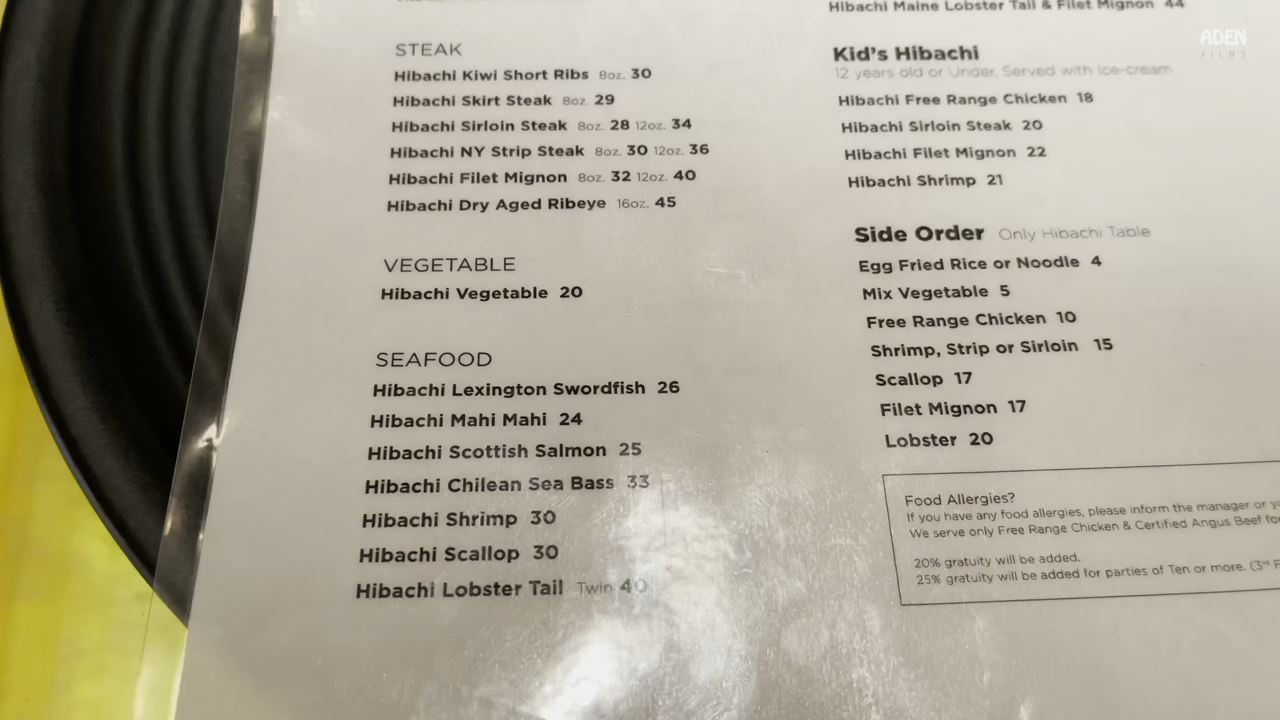 STEAK
Hibachi Kiwi Short Ribs 8oz. 30
Hibachi Skirt Steak 8oz. 29
Hibachi Sirloin Steak 8oz. 28 12oz. 34
Hibachi NY Strip Steak 8oz. 30 12oz. 36
Hibachi Filet Mignon 8oz. 32 12oz. 40
Hibachi Dry Aged Ribeye 16oz. 45
VEGETABLE
Hibachi Vegetable 20
SEAFOOD
Hibachi Lexington Swordfish 26
Hibachi Mahi Mahi 24
Hibachi Scottish Salmon 25
Hibachi Chilean Sea Bass 33
Hibachi Shrimp 30
Hibachi Scallop 30
Hibachi Lobster Tail Twin 40
Hibachi Maine Lobster Tail & Filet Mignon 44
Kid's Hibachi
12 years old or Under. Served with Ice-cream
Hibachi Free Range Chicken 18
Hibachi Sirloin Steak 20
Hibachi Filet Mignon 22
Hibachi Shrimp 21
Side Order Only Hibachi Table
Egg Fried Rice or Noodle 4
Mix Vegetable 5
Free Range Chicken 10
Shrimp, Strip or Sirloin 15
Scallop 17
Filet Mignon 17
Lobster 20
Food Allergies?
If you have any food allergies, please inform the manager or
We serve only Free Range Chicken & Certified Angus Beef
20% gratuity will be added.
25% gratuity will be added for parties of Ten or more. (3rd
ADEN
FILMS